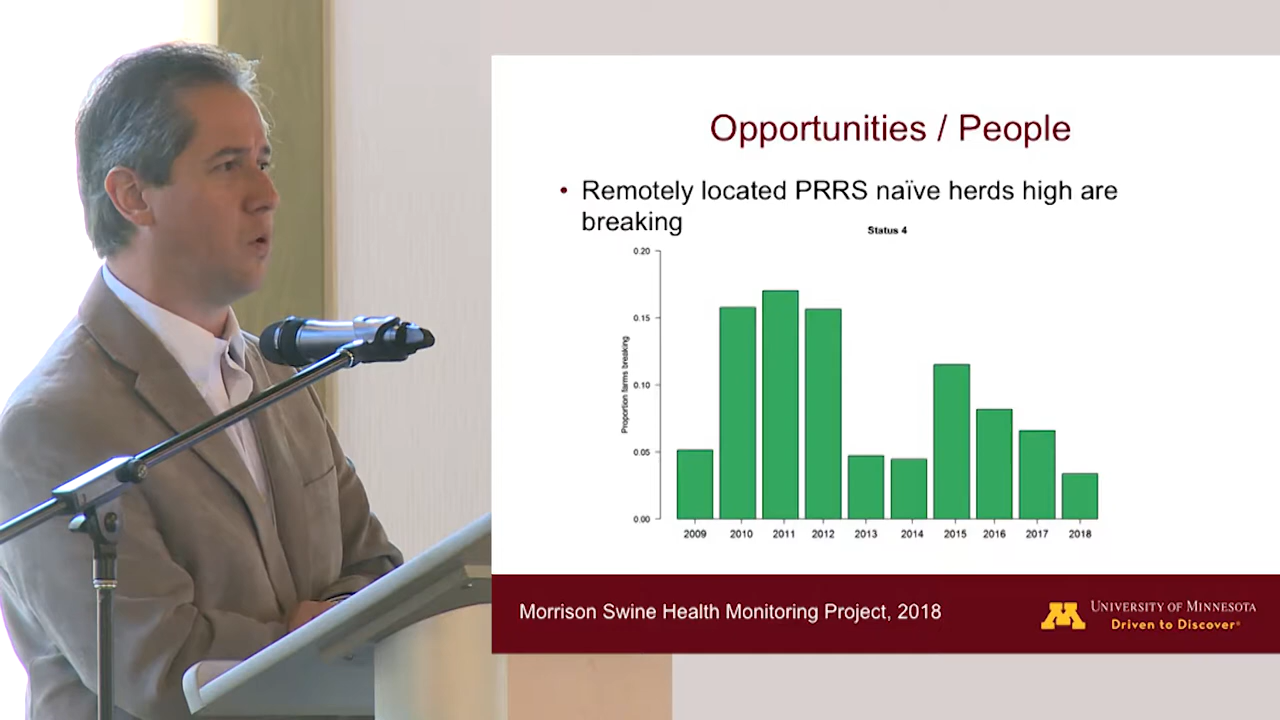 Opportunities / People
• Remotely located PRRS naïve herds high are
breaking
Status 4
0.20
0.15
0.10
0.05
0.00
Proportion farms breaking
2009 2010 2011 2012 2013 2014 2015 2016 2017 2018
Morrison Swine Health Monitoring Project, 2018
M
UNIVERSITY OF MINNESOTA
Driven to Discover®